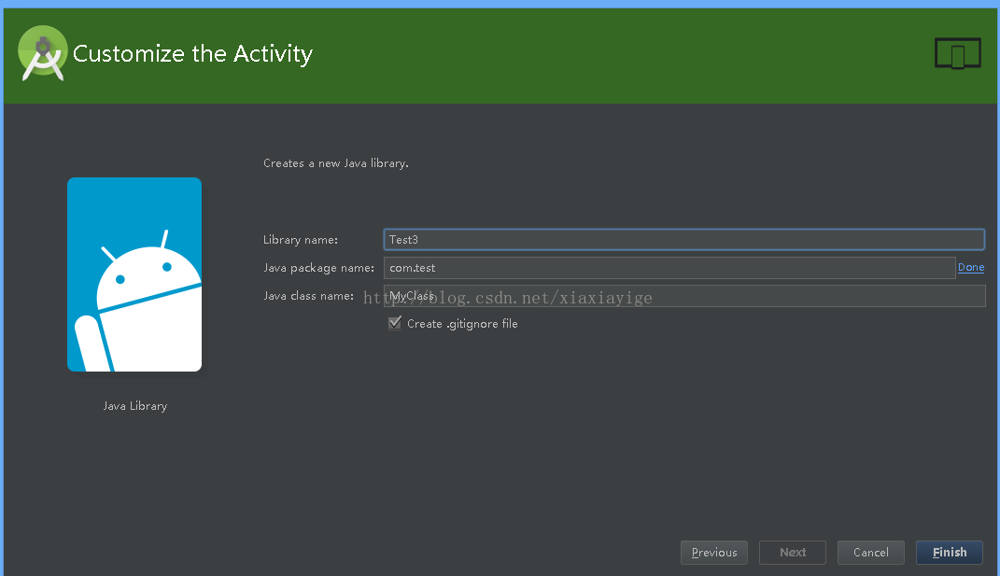 Customize the Activity
Creates a new Java library.
Library name: Test3
Java package name: com.test Done
Java class name: MyClass
http://blog.csdn.net/xiaxiayige
Create .gitignore file
Java Library
Previous Next Cancel Finish